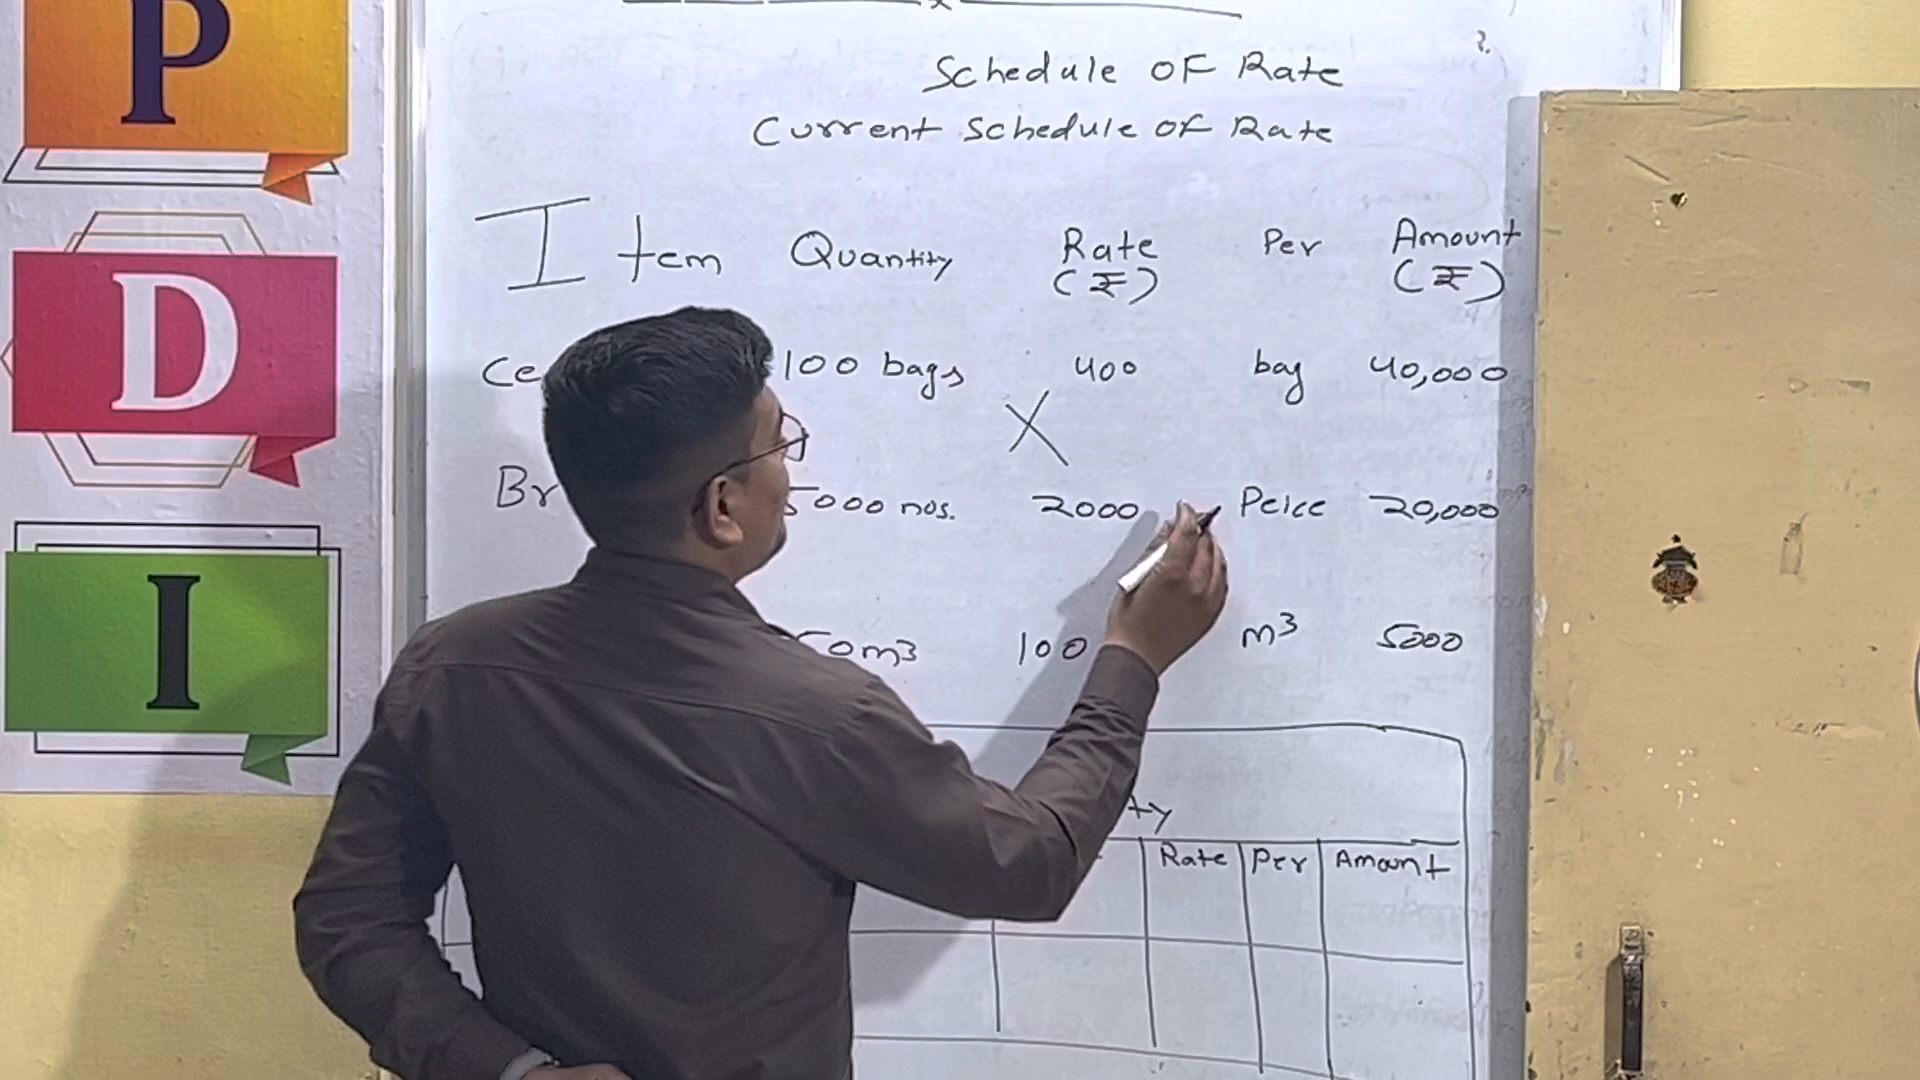 P
D
I
Schedule OF Rate
Current Schedule OF Rate
Item Quantity Rate (₹) Per Amount (₹)
Ce 100 bags 400 bag 40,000
X
Br 5000 nos. 2000 Peice 20,000
50m3 100 m³ 5000
ty
Rate Per Amount